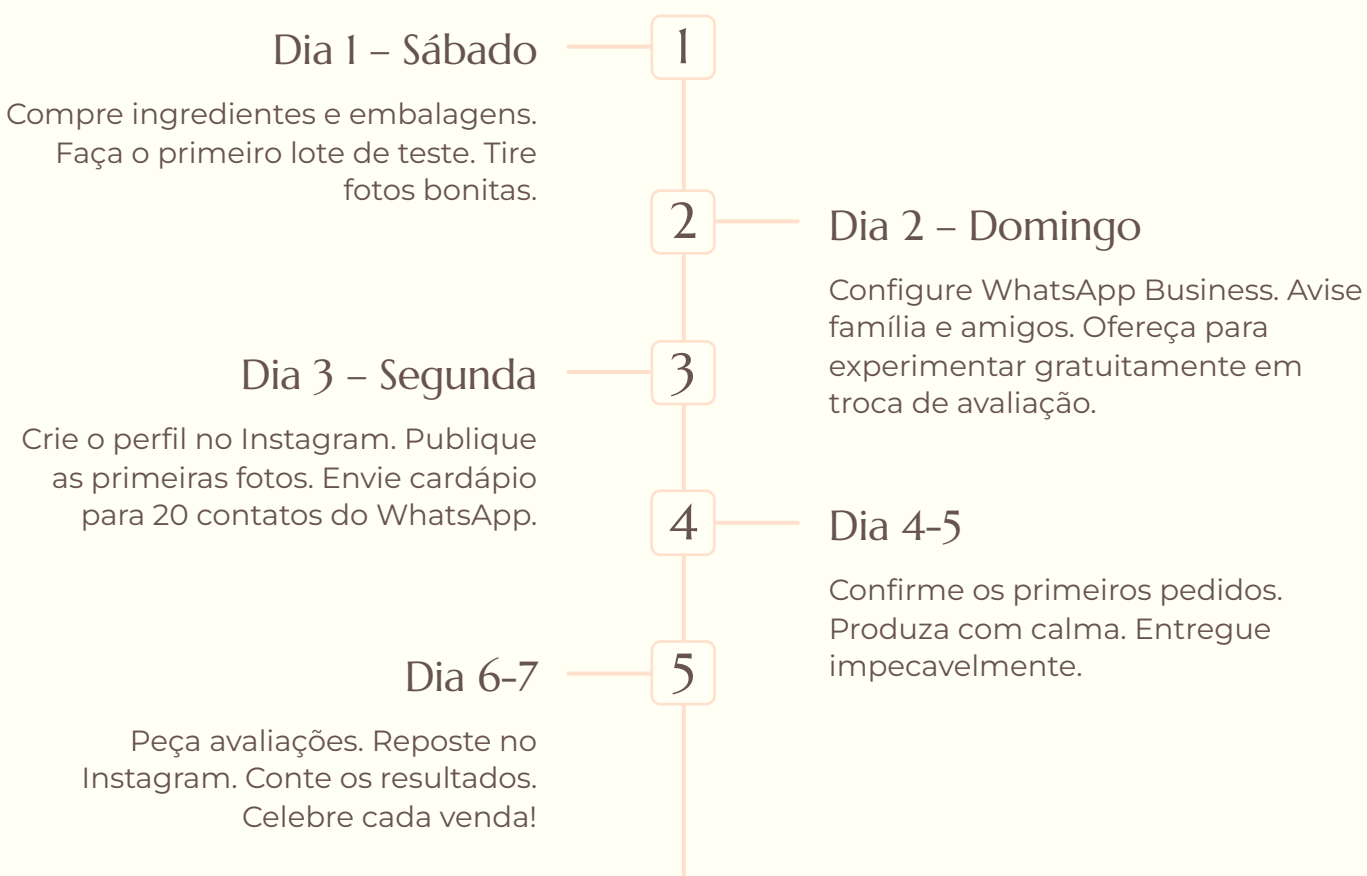 1
Dia 1 – Sábado
Compre ingredientes e embalagens.
Faça o primeiro lote de teste. Tire
fotos bonitas.
2
Dia 2 – Domingo
Configure WhatsApp Business. Avise
família e amigos. Ofereça para
experimentar gratuitamente em
troca de avaliação.
3
Dia 3 – Segunda
Crie o perfil no Instagram. Publique
as primeiras fotos. Envie cardápio
para 20 contatos do WhatsApp.
4
Dia 4-5
Confirme os primeiros pedidos.
Produza com calma. Entregue
impecavelmente.
5
Dia 6-7
Peça avaliações. Reposte no
Instagram. Conte os resultados.
Celebre cada venda!